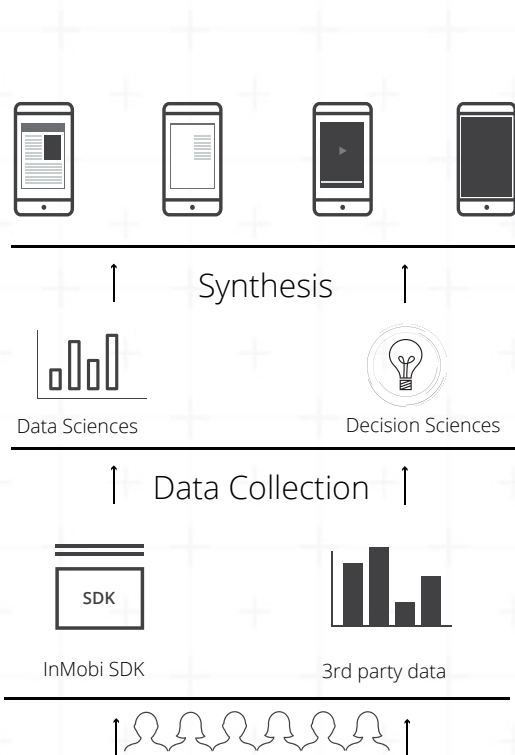 Synthesis
Data Sciences
Decision Sciences
Data Collection
SDK
InMobi SDK
3rd party data